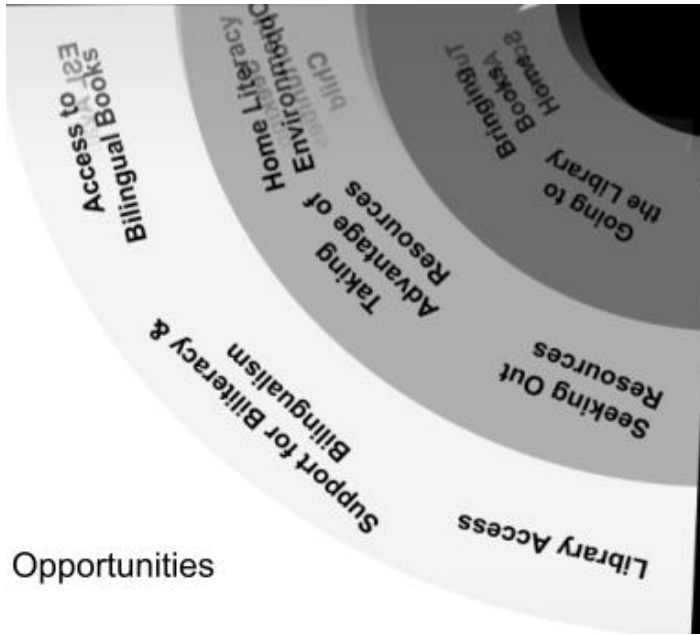 Access to
Bilingual Books
Home Literacy
Environment
Bringing
Books
Home
Going to
the Library
Taking
Advantage of
Resources
Seeking Out
Resources
Support for Biliteracy &
Bilingualism
Library Access
Child
Opportunities